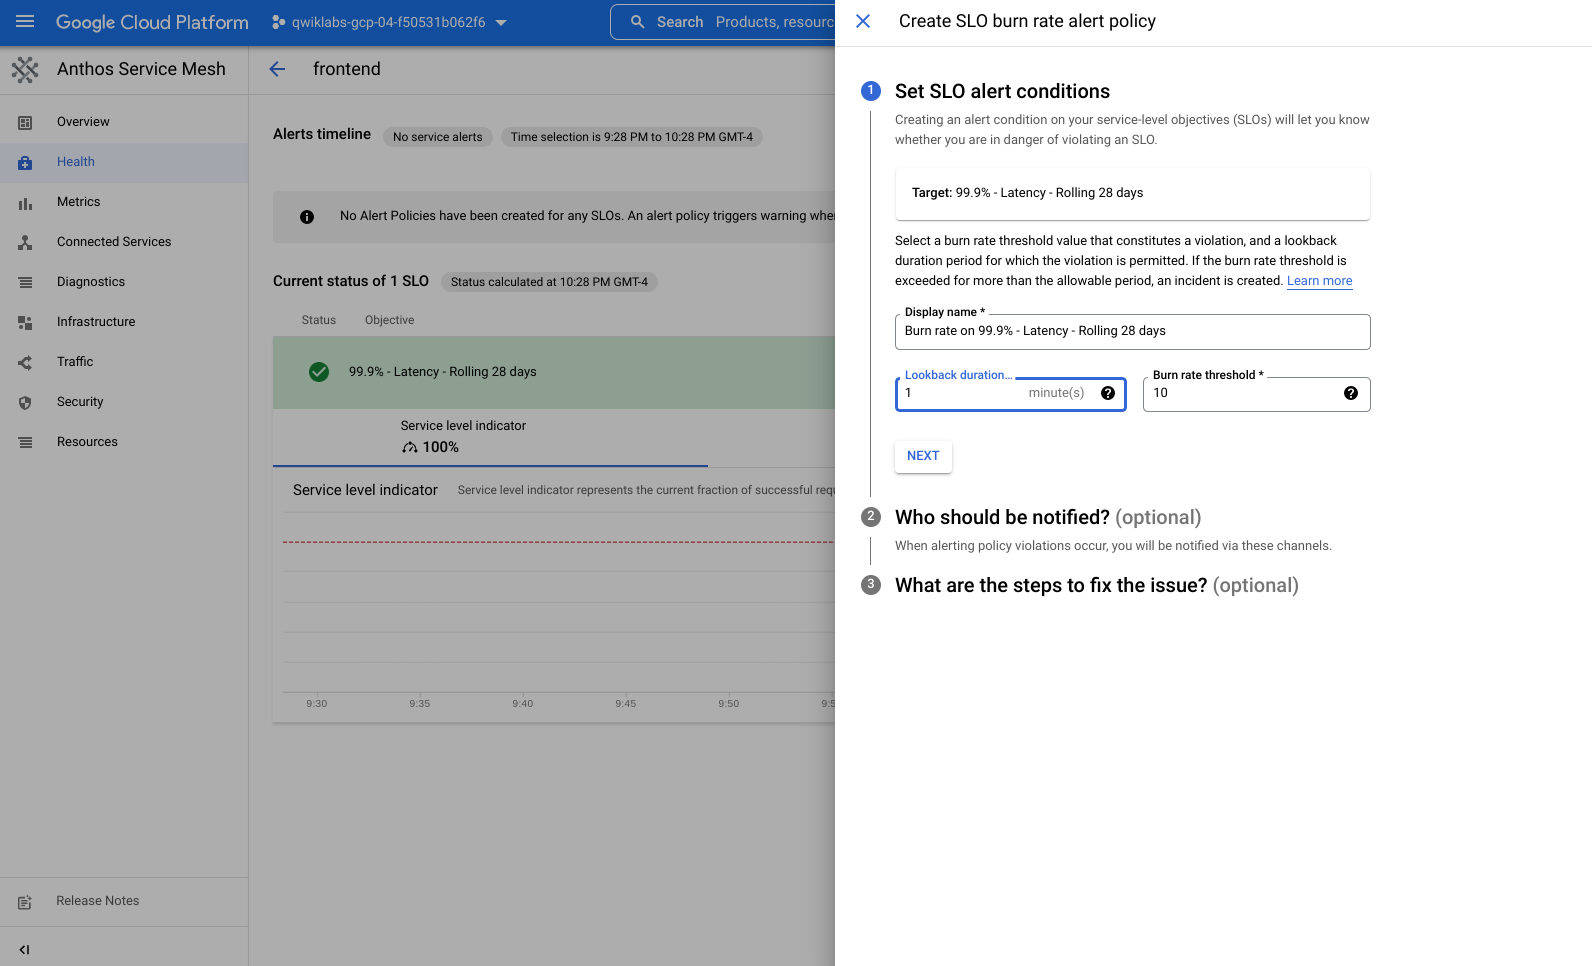 Google Cloud Platform
qwiklabs-gcp-04-f50531b062f6
Search Products, resourc
Anthos Service Mesh
Overview
Health
Metrics
Connected Services
Diagnostics
Infrastructure
Traffic
Security
Resources
Release Notes
frontend
Alerts timeline No service alerts Time selection is 9:28 PM to 10:28 PM GMT-4
No Alert Policies have been created for any SLOs. An alert policy triggers warning whe
Current status of 1 SLO Status calculated at 10:28 PM GMT-4
Status Objective
99.9% - Latency - Rolling 28 days
Service level indicator
100%
Service level indicator Service level indicator represents the current fraction of successful requ
9:30 9:35 9:40 9:45 9:50 9:5
Create SLO burn rate alert policy
1 Set SLO alert conditions
Creating an alert condition on your service-level objectives (SLOs) will let you know
whether you are in danger of violating an SLO.
Target: 99.9% - Latency - Rolling 28 days
Select a burn rate threshold value that constitutes a violation, and a lookback
duration period for which the violation is permitted. If the burn rate threshold is
exceeded for more than the allowable period, an incident is created. Learn more
Display name *
Burn rate on 99.9% - Latency - Rolling 28 days
Lookback duration... Burn rate threshold *
1 minute(s) 10
NEXT
2 Who should be notified? (optional)
When alerting policy violations occur, you will be notified via these channels.
3 What are the steps to fix the issue? (optional)